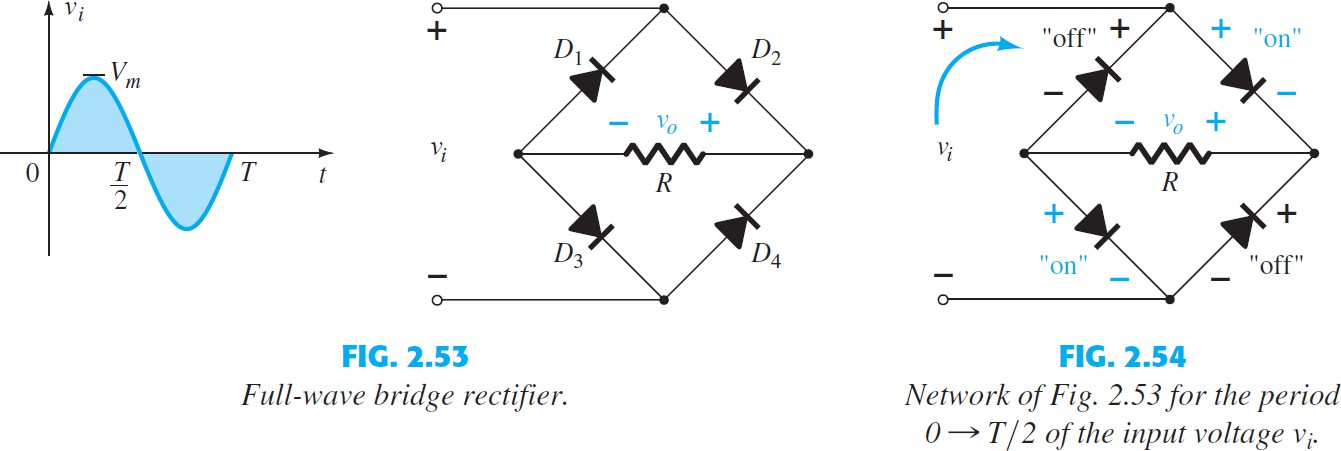 v_i
V_m
0
T/2
T
t
+
D_1
D_2
− v_o +
v_i
R
D_3
D_4
−
FIG. 2.53
Full-wave bridge rectifier.
+
"off" +
+ "on"
−
−
− v_o +
v_i
R
+
+
"on"
−
−
"off"
−
FIG. 2.54
Network of Fig. 2.53 for the period
0 → T/2 of the input voltage v_i.